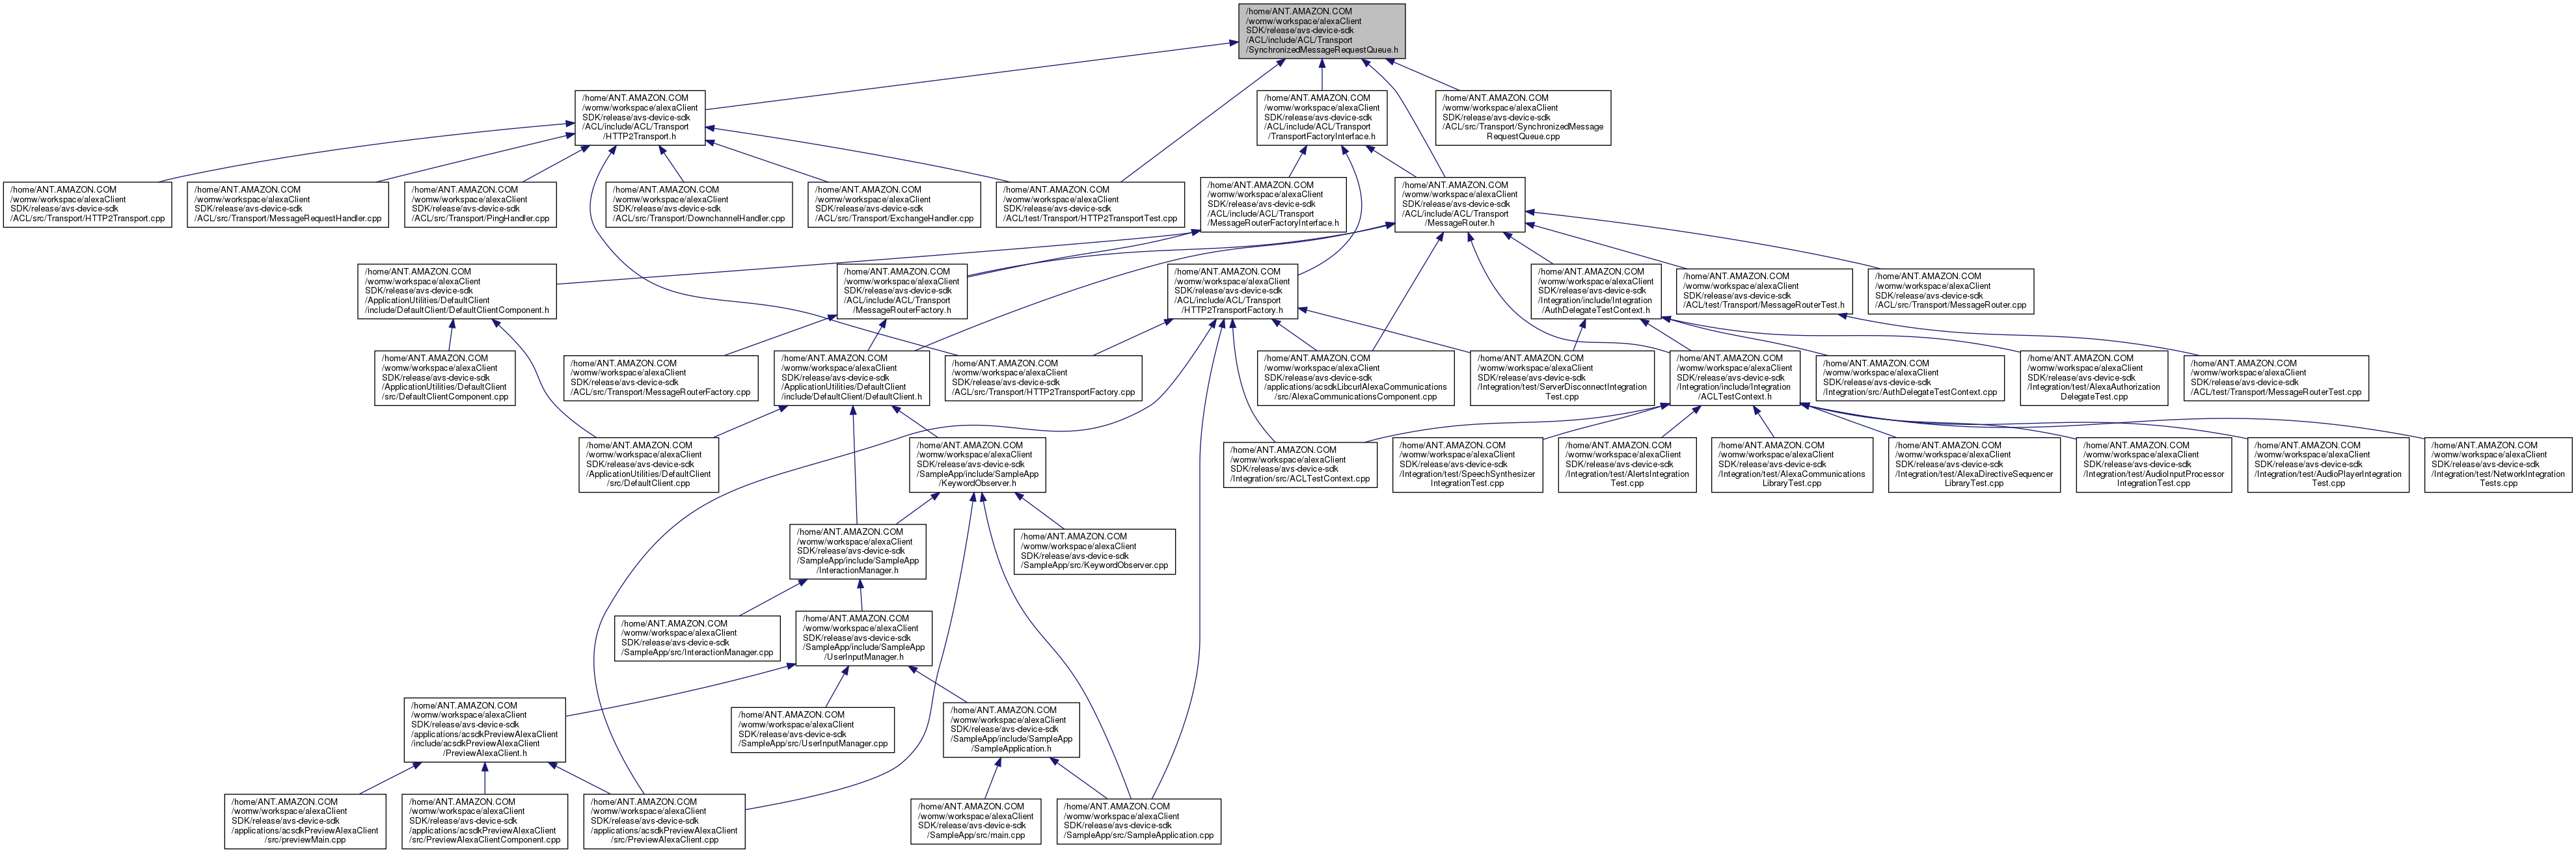 /home/ANT.AMAZON.COM
/womw/workspace/alexaClient
SDK/release/avs-device-sdk
/ACL/include/ACL/Transport
/SynchronizedMessageRequestQueue.h
/home/ANT.AMAZON.COM
/womw/workspace/alexaClient
SDK/release/avs-device-sdk
/ACL/include/ACL/Transport
/HTTP2Transport.h
/home/ANT.AMAZON.COM
/womw/workspace/alexaClient
SDK/release/avs-device-sdk
/ACL/include/ACL/Transport
/TransportFactoryInterface.h
/home/ANT.AMAZON.COM
/womw/workspace/alexaClient
SDK/release/avs-device-sdk
/ACL/src/Transport/SynchronizedMessage
RequestQueue.cpp
/home/ANT.AMAZON.COM
/womw/workspace/alexaClient
SDK/release/avs-device-sdk
/ACL/src/Transport/HTTP2Transport.cpp
/home/ANT.AMAZON.COM
/womw/workspace/alexaClient
SDK/release/avs-device-sdk
/ACL/src/Transport/MessageRequestHandler.cpp
/home/ANT.AMAZON.COM
/womw/workspace/alexaClient
SDK/release/avs-device-sdk
/ACL/src/Transport/PingHandler.cpp
/home/ANT.AMAZON.COM
/womw/workspace/alexaClient
SDK/release/avs-device-sdk
/ACL/src/Transport/DownchannelHandler.cpp
/home/ANT.AMAZON.COM
/womw/workspace/alexaClient
SDK/release/avs-device-sdk
/ACL/src/Transport/ExchangeHandler.cpp
/home/ANT.AMAZON.COM
/womw/workspace/alexaClient
SDK/release/avs-device-sdk
/ACL/test/Transport/HTTP2TransportTest.cpp
/home/ANT.AMAZON.COM
/womw/workspace/alexaClient
SDK/release/avs-device-sdk
/ACL/include/ACL/Transport
/MessageRouterFactoryInterface.h
/home/ANT.AMAZON.COM
/womw/workspace/alexaClient
SDK/release/avs-device-sdk
/ACL/include/ACL/Transport
/MessageRouter.h
/home/ANT.AMAZON.COM
/womw/workspace/alexaClient
SDK/release/avs-device-sdk
/ApplicationUtilities/DefaultClient
/include/DefaultClient/DefaultClientComponent.h
/home/ANT.AMAZON.COM
/womw/workspace/alexaClient
SDK/release/avs-device-sdk
/ACL/include/ACL/Transport
/MessageRouterFactory.h
/home/ANT.AMAZON.COM
/womw/workspace/alexaClient
SDK/release/avs-device-sdk
/ACL/include/ACL/Transport
/HTTP2TransportFactory.h
/home/ANT.AMAZON.COM
/womw/workspace/alexaClient
SDK/release/avs-device-sdk
/Integration/include/Integration
/AuthDelegateTestContext.h
/home/ANT.AMAZON.COM
/womw/workspace/alexaClient
SDK/release/avs-device-sdk
/ACL/test/Transport/MessageRouterTest.h
/home/ANT.AMAZON.COM
/womw/workspace/alexaClient
SDK/release/avs-device-sdk
/ACL/src/Transport/MessageRouter.cpp
/home/ANT.AMAZON.COM
/womw/workspace/alexaClient
SDK/release/avs-device-sdk
/ApplicationUtilities/DefaultClient
/src/DefaultClientComponent.cpp
/home/ANT.AMAZON.COM
/womw/workspace/alexaClient
SDK/release/avs-device-sdk
/ACL/src/Transport/MessageRouterFactory.cpp
/home/ANT.AMAZON.COM
/womw/workspace/alexaClient
SDK/release/avs-device-sdk
/ApplicationUtilities/DefaultClient
/include/DefaultClient/DefaultClient.h
/home/ANT.AMAZON.COM
/womw/workspace/alexaClient
SDK/release/avs-device-sdk
/ACL/src/Transport/HTTP2TransportFactory.cpp
/home/ANT.AMAZON.COM
/womw/workspace/alexaClient
SDK/release/avs-device-sdk
/applications/acsdkLibcurlAlexaCommunications
/src/AlexaCommunicationsComponent.cpp
/home/ANT.AMAZON.COM
/womw/workspace/alexaClient
SDK/release/avs-device-sdk
/Integration/test/ServerDisconnectIntegration
Test.cpp
/home/ANT.AMAZON.COM
/womw/workspace/alexaClient
SDK/release/avs-device-sdk
/Integration/include/Integration
/ACLTestContext.h
/home/ANT.AMAZON.COM
/womw/workspace/alexaClient
SDK/release/avs-device-sdk
/Integration/src/AuthDelegateTestContext.cpp
/home/ANT.AMAZON.COM
/womw/workspace/alexaClient
SDK/release/avs-device-sdk
/Integration/test/AlexaAuthorization
DelegateTest.cpp
/home/ANT.AMAZON.COM
/womw/workspace/alexaClient
SDK/release/avs-device-sdk
/ACL/test/Transport/MessageRouterTest.cpp
/home/ANT.AMAZON.COM
/womw/workspace/alexaClient
SDK/release/avs-device-sdk
/ApplicationUtilities/DefaultClient
/src/DefaultClient.cpp
/home/ANT.AMAZON.COM
/womw/workspace/alexaClient
SDK/release/avs-device-sdk
/SampleApp/include/SampleApp
/KeywordObserver.h
/home/ANT.AMAZON.COM
/womw/workspace/alexaClient
SDK/release/avs-device-sdk
/Integration/src/ACLTestContext.cpp
/home/ANT.AMAZON.COM
/womw/workspace/alexaClient
SDK/release/avs-device-sdk
/Integration/test/SpeechSynthesizer
IntegrationTest.cpp
/home/ANT.AMAZON.COM
/womw/workspace/alexaClient
SDK/release/avs-device-sdk
/Integration/test/AlertsIntegration
Test.cpp
/home/ANT.AMAZON.COM
/womw/workspace/alexaClient
SDK/release/avs-device-sdk
/Integration/test/AlexaCommunications
LibraryTest.cpp
/home/ANT.AMAZON.COM
/womw/workspace/alexaClient
SDK/release/avs-device-sdk
/Integration/test/AlexaDirectiveSequencer
LibraryTest.cpp
/home/ANT.AMAZON.COM
/womw/workspace/alexaClient
SDK/release/avs-device-sdk
/Integration/test/AudioInputProcessor
IntegrationTest.cpp
/home/ANT.AMAZON.COM
/womw/workspace/alexaClient
SDK/release/avs-device-sdk
/Integration/test/AudioPlayerIntegration
Test.cpp
/home/ANT.AMAZON.COM
/womw/workspace/alexaClient
SDK/release/avs-device-sdk
/Integration/test/NetworkIntegration
Tests.cpp
/home/ANT.AMAZON.COM
/womw/workspace/alexaClient
SDK/release/avs-device-sdk
/SampleApp/include/SampleApp
/InteractionManager.h
/home/ANT.AMAZON.COM
/womw/workspace/alexaClient
SDK/release/avs-device-sdk
/SampleApp/src/KeywordObserver.cpp
/home/ANT.AMAZON.COM
/womw/workspace/alexaClient
SDK/release/avs-device-sdk
/SampleApp/src/InteractionManager.cpp
/home/ANT.AMAZON.COM
/womw/workspace/alexaClient
SDK/release/avs-device-sdk
/SampleApp/include/SampleApp
/UserInputManager.h
/home/ANT.AMAZON.COM
/womw/workspace/alexaClient
SDK/release/avs-device-sdk
/applications/acsdkPreviewAlexaClient
/include/acsdkPreviewAlexaClient
/PreviewAlexaClient.h
/home/ANT.AMAZON.COM
/womw/workspace/alexaClient
SDK/release/avs-device-sdk
/SampleApp/src/UserInputManager.cpp
/home/ANT.AMAZON.COM
/womw/workspace/alexaClient
SDK/release/avs-device-sdk
/SampleApp/include/SampleApp
/SampleApplication.h
/home/ANT.AMAZON.COM
/womw/workspace/alexaClient
SDK/release/avs-device-sdk
/applications/acsdkPreviewAlexaClient
/src/previewMain.cpp
/home/ANT.AMAZON.COM
/womw/workspace/alexaClient
SDK/release/avs-device-sdk
/applications/acsdkPreviewAlexaClient
/src/PreviewAlexaClientComponent.cpp
/home/ANT.AMAZON.COM
/womw/workspace/alexaClient
SDK/release/avs-device-sdk
/applications/acsdkPreviewAlexaClient
/src/PreviewAlexaClient.cpp
/home/ANT.AMAZON.COM
/womw/workspace/alexaClient
SDK/release/avs-device-sdk
/SampleApp/src/main.cpp
/home/ANT.AMAZON.COM
/womw/workspace/alexaClient
SDK/release/avs-device-sdk
/SampleApp/src/SampleApplication.cpp